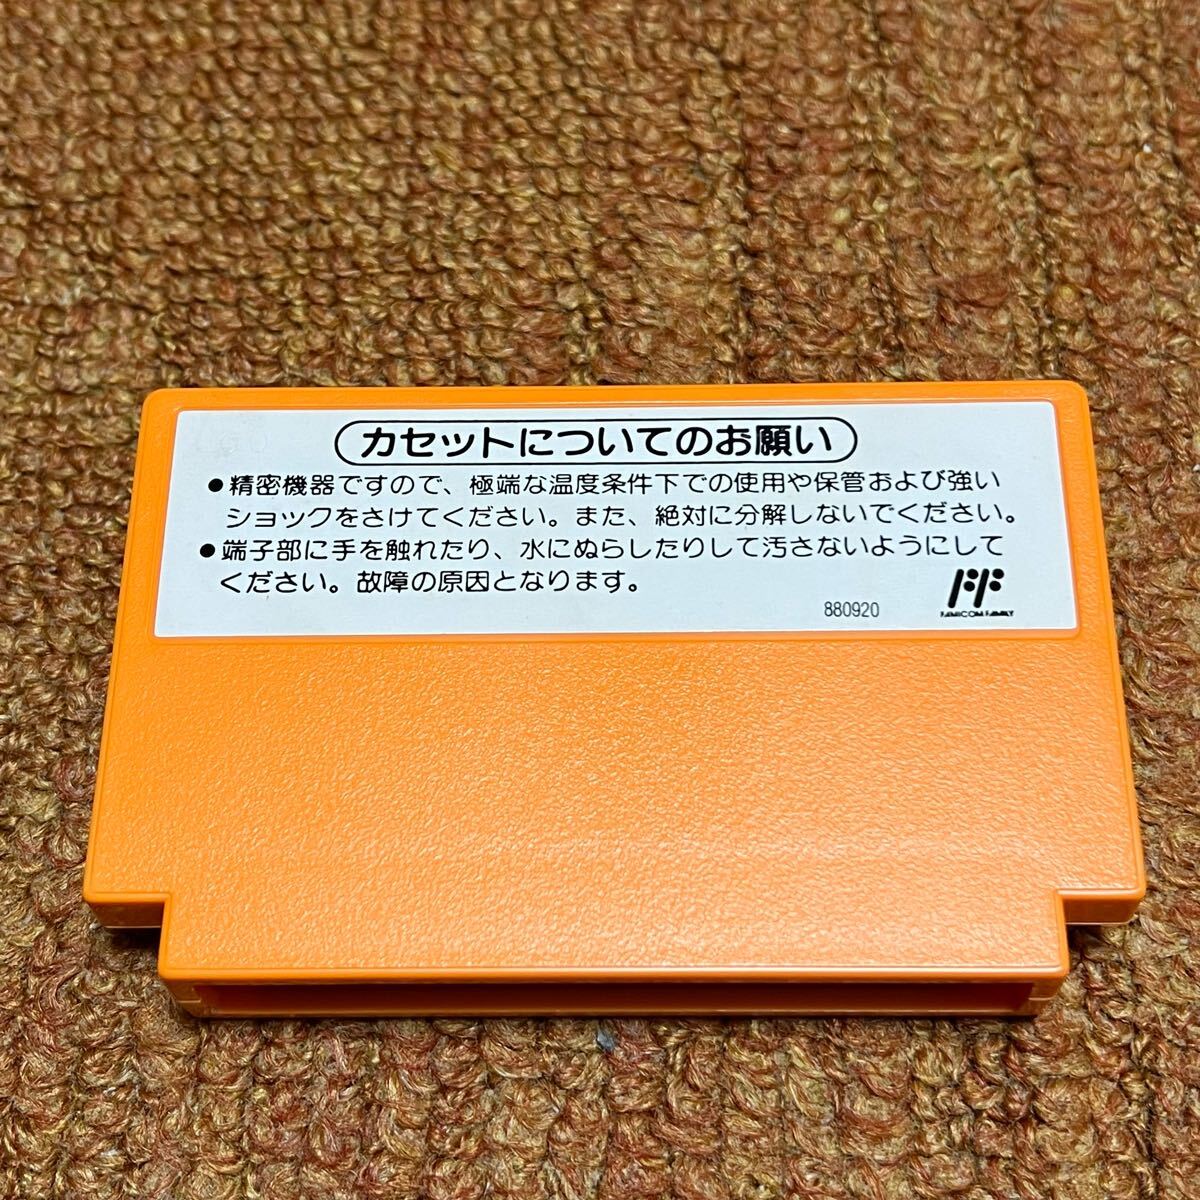 カセットについてのお願い
●精密機器ですので、極端な温度条件下での使用や保管および強い
ショックをさけてください。また、絶対に分解しないでください。
●端子部に手を触れたり、水にぬらしたりして汚さないようにして
ください。故障の原因となります。
880920
FAMICOM FAMILY